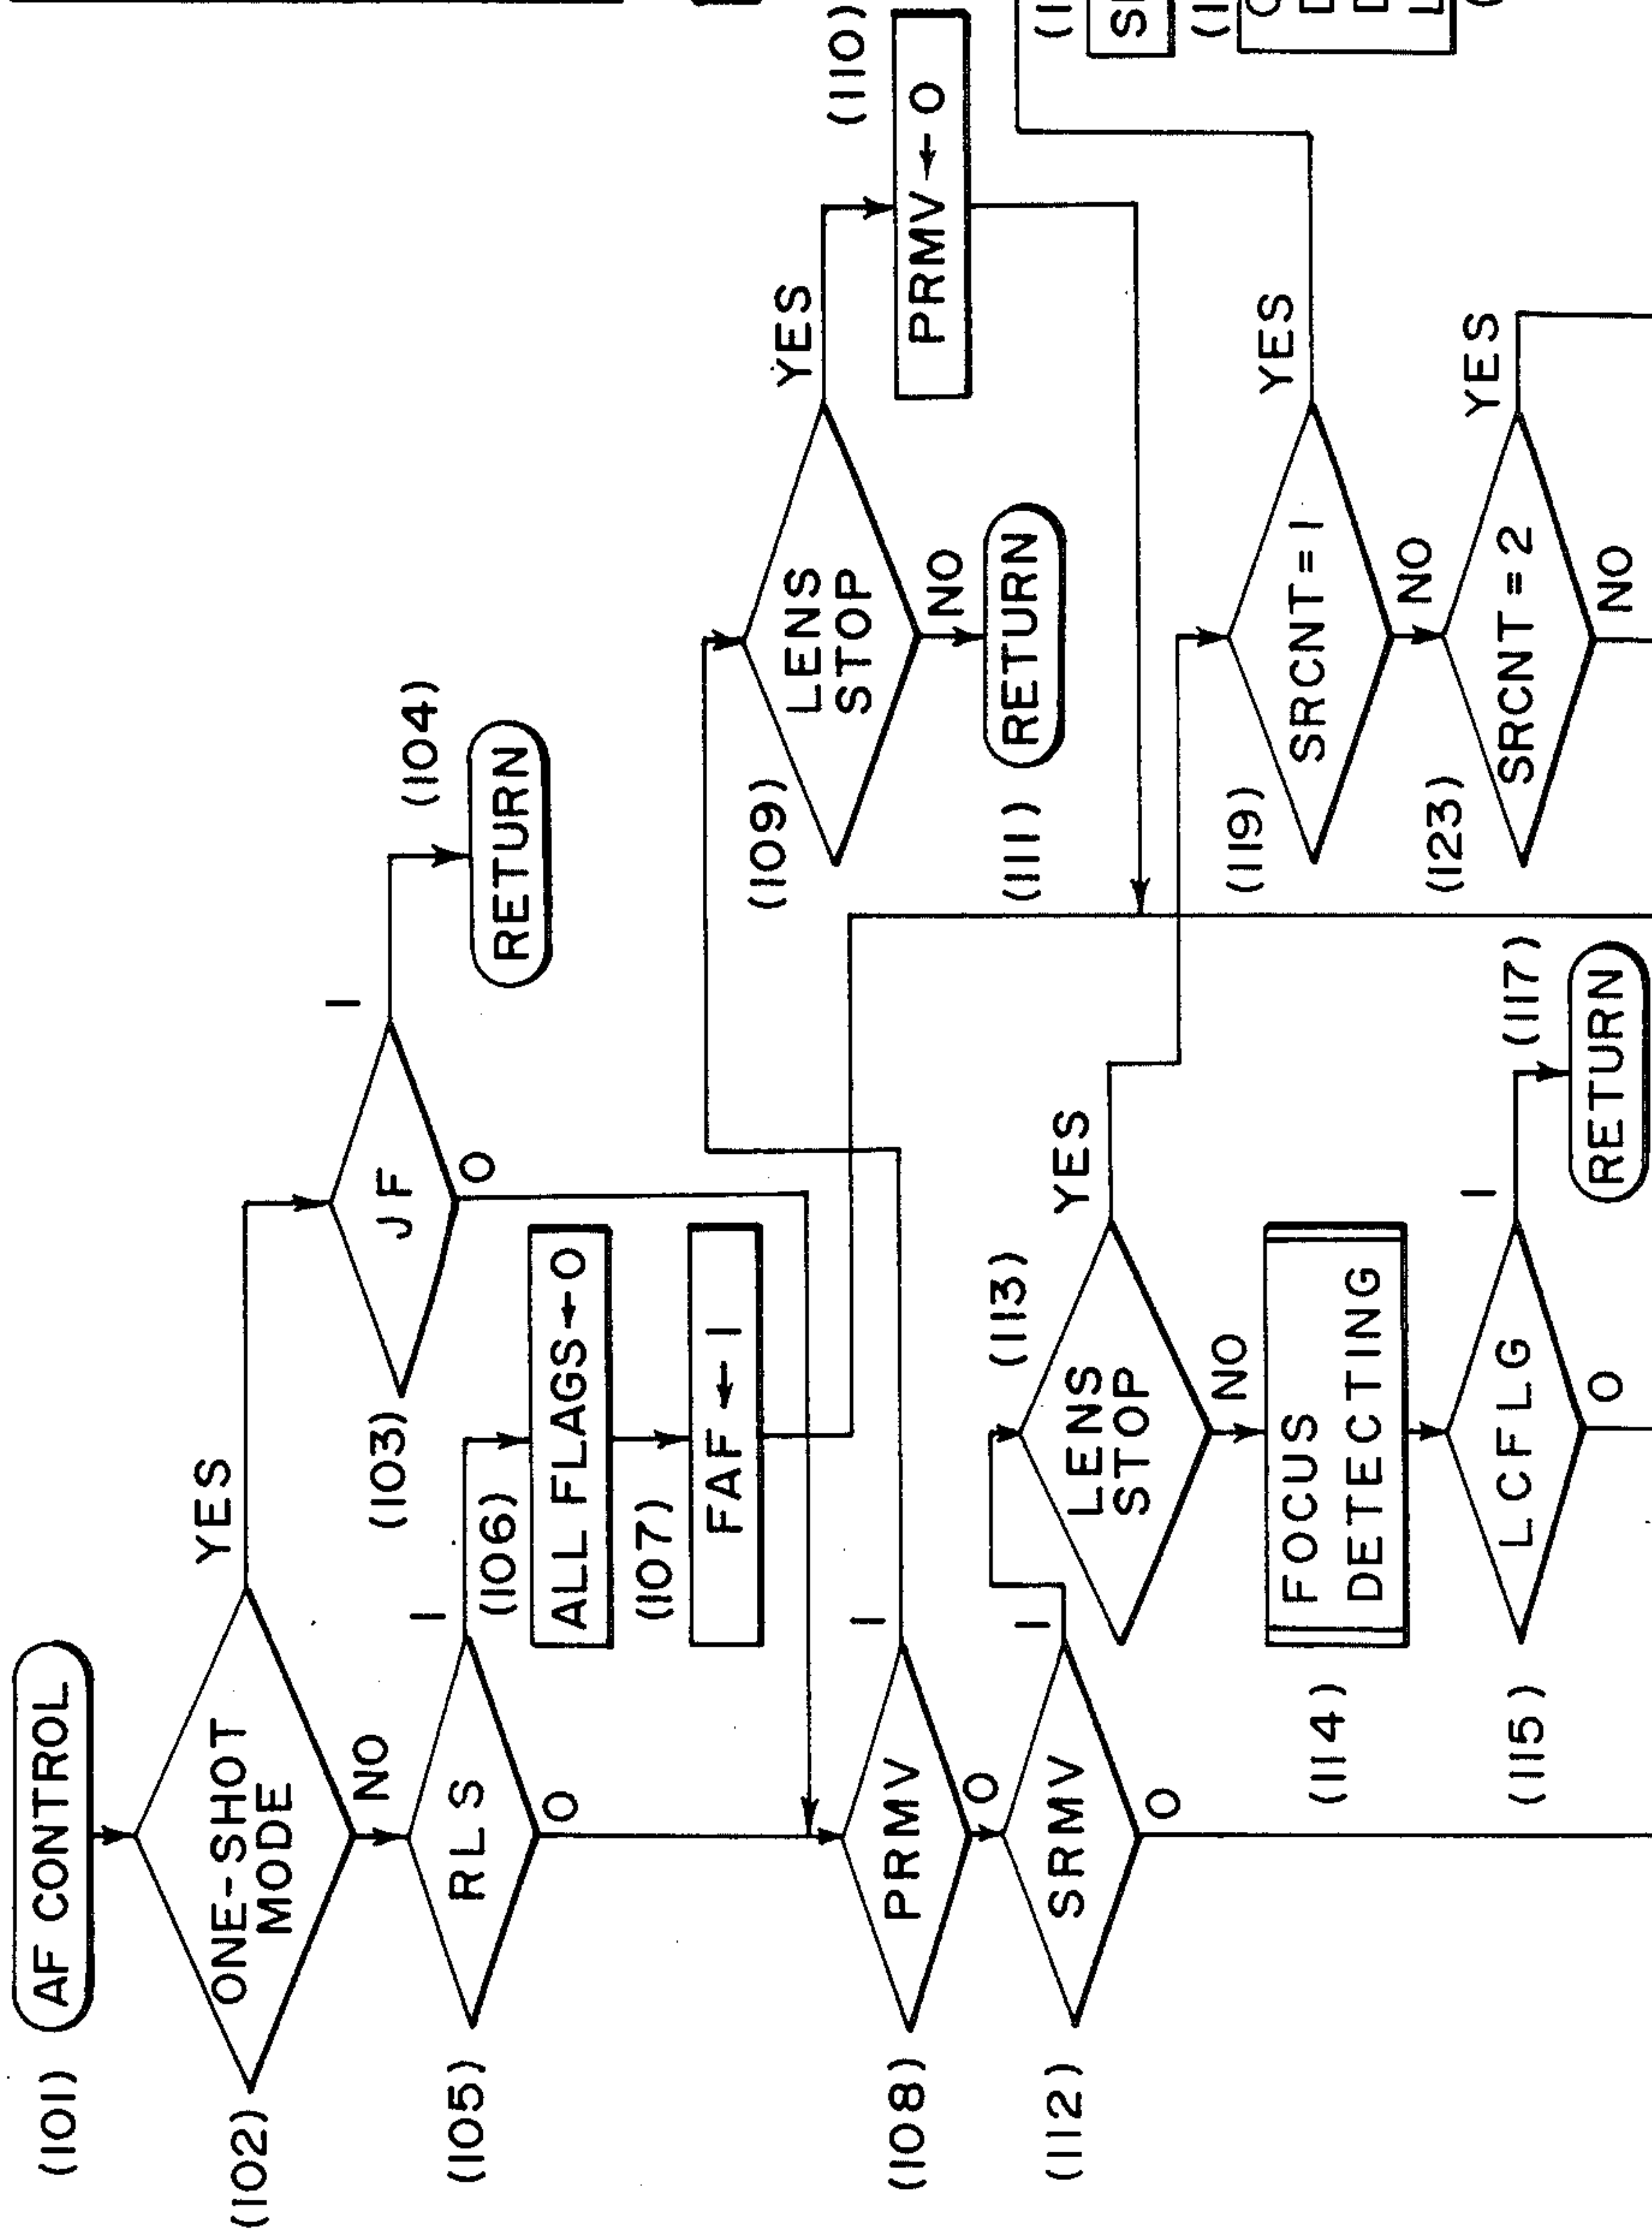 (101)
AF CONTROL
(102)
ONE-SHOT
MODE
YES
NO
(103)
JF
1
0
(104)
RETURN
(105)
RLS
1
0
(106)
ALL FLAGS←0
(107)
FAF←1
(108)
PRMV
1
0
(109)
LENS
STOP
YES
NO
(110)
PRMV←0
(111)
RETURN
(112)
SRMV
1
0
(113)
LENS
STOP
YES
NO
(114)
FOCUS
DETECTING
(115)
LCFLG
1
0
(117)
RETURN
(119)
SRCNT=1
YES
NO
(123)
SRCNT=2
YES
NO